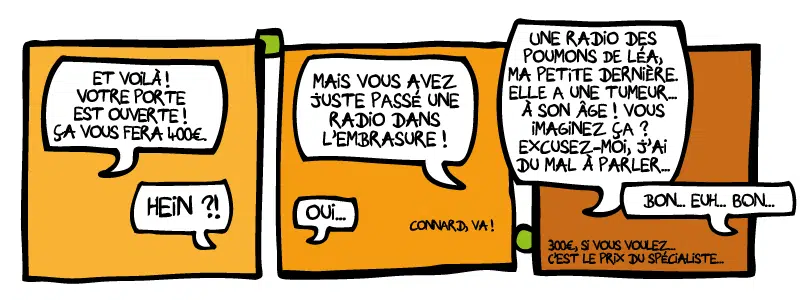 ET VOILÀ !
VOTRE PORTE
EST OUVERTE !
ÇA VOUS FERA 400€.
HEIN ?!
MAIS VOUS AVEZ
JUSTE PASSÉ UNE
RADIO DANS
L'EMBRASURE !
OUI...
CONNARD, VA !
UNE RADIO DES
POUMONS DE LÉA,
MA PETITE DERNIÈRE.
ELLE A UNE TUMEUR...
À SON ÂGE ! VOUS
IMAGINEZ ÇA ?
EXCUSEZ-MOI, J'AI
DU MAL À PARLER...
BON... EUH... BON...
300€, SI VOUS VOULEZ...
C'EST LE PRIX DU SPÉCIALISTE...